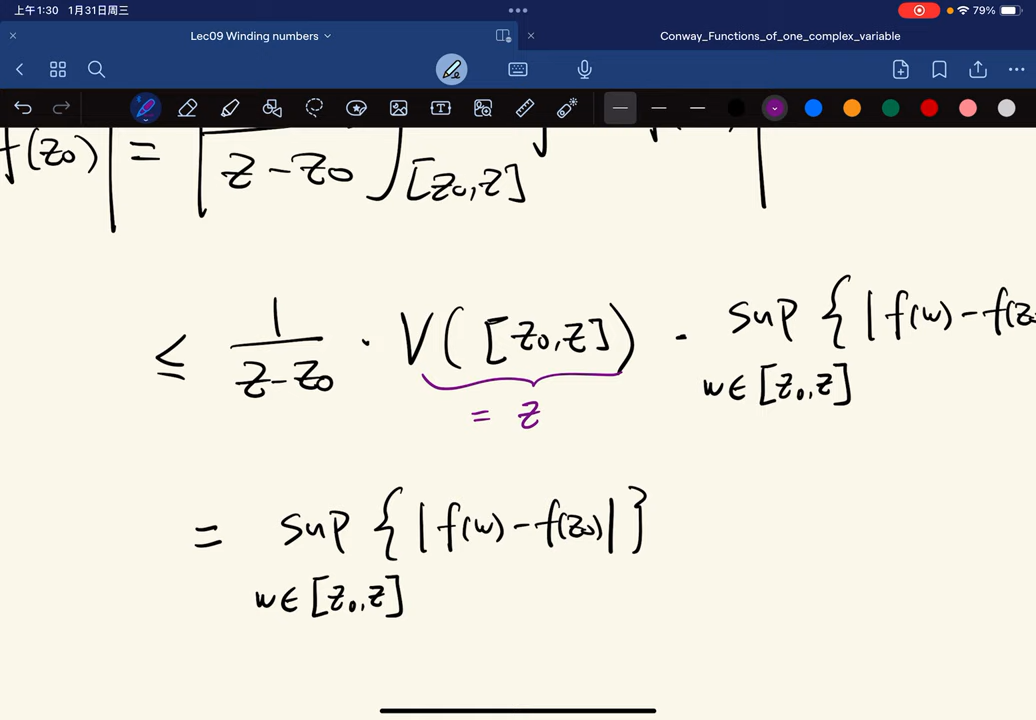 上午1:30 1月31日周三
79%
Lec09 Winding numbers
Conway_Functions_of_one_complex_variable
f(z₀)| = | z-z₀ ∫[z₀,z]
≤ 1/(z-z₀) · V([z₀,z]) · sup {|f(w)-f(z₀
w∈[z₀,z]
= z
= sup {|f(w)-f(z₀)|}
w∈[z₀,z]